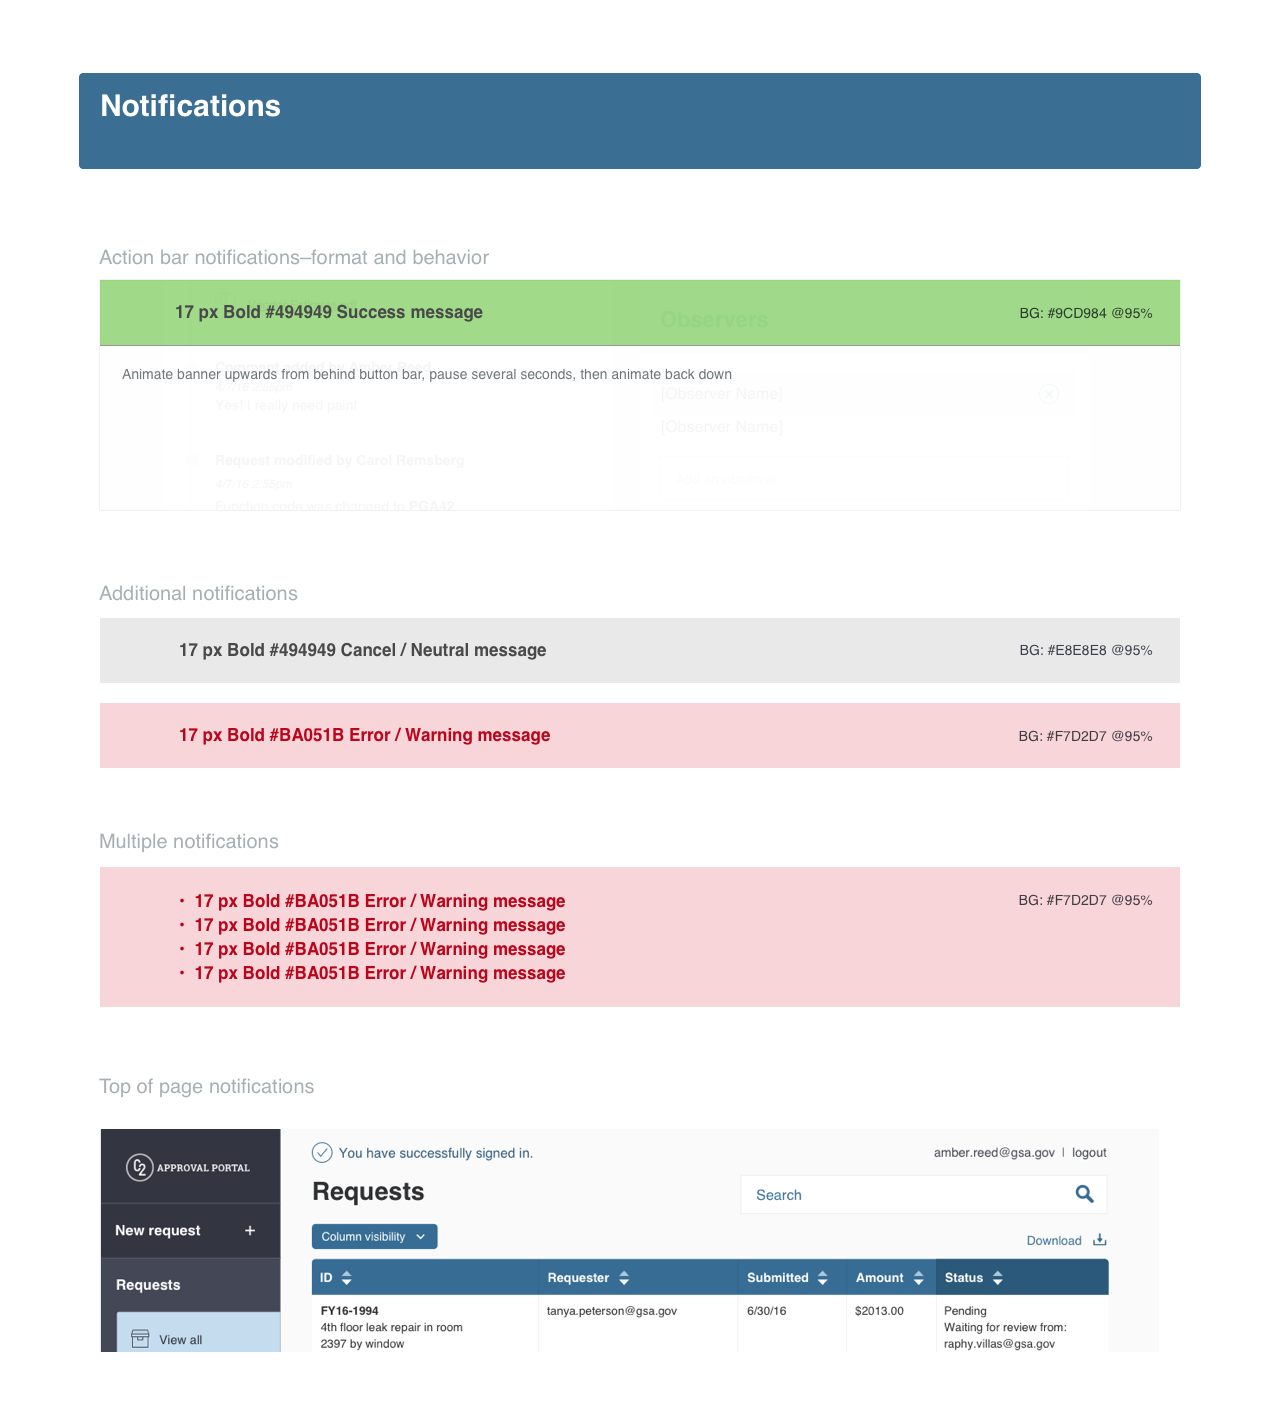 Notifications
Action bar notifications–format and behavior
17 px Bold #494949 Success message
BG: #9CD984 @95%
Observers
Animate banner upwards from behind button bar, pause several seconds, then animate back down
Yes! I really need paint
[Observer Name]
[Observer Name]
Request modified by Carol Remsberg
4/7/16 2:55pm
Function code was changed to PGA42
Additional notifications
17 px Bold #494949 Cancel / Neutral message
BG: #E8E8E8 @95%
17 px Bold #BA051B Error / Warning message
BG: #F7D2D7 @95%
Multiple notifications
• 17 px Bold #BA051B Error / Warning message
BG: #F7D2D7 @95%
• 17 px Bold #BA051B Error / Warning message
• 17 px Bold #BA051B Error / Warning message
• 17 px Bold #BA051B Error / Warning message
Top of page notifications
C2 APPROVAL PORTAL
You have successfully signed in.
amber.reed@gsa.gov | logout
Requests
Search
New request +
Column visibility
Download
ID Requester Submitted Amount Status
Requests
FY16-1994 tanya.peterson@gsa.gov 6/30/16 $2013.00 Pending
4th floor leak repair in room Waiting for review from:
2397 by window raphy.villas@gsa.gov
View all